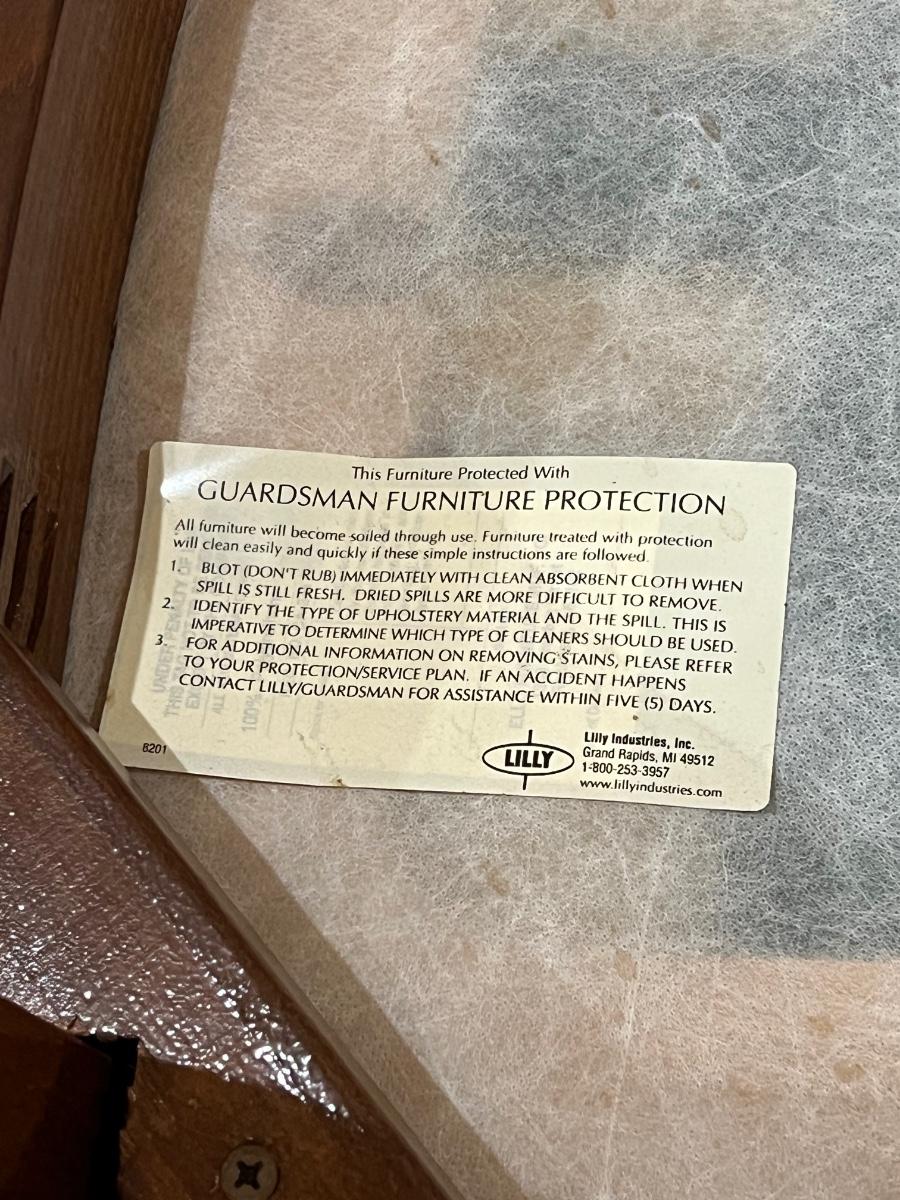 This Furniture Protected With
GUARDSMAN FURNITURE PROTECTION
All furniture will become soiled through use. Furniture treated with protection
will clean easily and quickly if these simple instructions are followed.
1. BLOT (DON'T RUB) IMMEDIATELY WITH CLEAN ABSORBENT CLOTH WHEN
SPILL IS STILL FRESH. DRIED SPILLS ARE MORE DIFFICULT TO REMOVE.
2. IDENTIFY THE TYPE OF UPHOLSTERY MATERIAL AND THE SPILL. THIS IS
IMPERATIVE TO DETERMINE WHICH TYPE OF CLEANERS SHOULD BE USED.
3. FOR ADDITIONAL INFORMATION ON REMOVING STAINS, PLEASE REFER
TO YOUR PROTECTION/SERVICE PLAN. IF AN ACCIDENT HAPPENS
CONTACT LILLY/GUARDSMAN FOR ASSISTANCE WITHIN FIVE (5) DAYS.
8201
LILLY
Lilly Industries, Inc.
Grand Rapids, MI 49512
1-800-253-3957
www.lillyindustries.com
UNDER PENALTY OF
100%